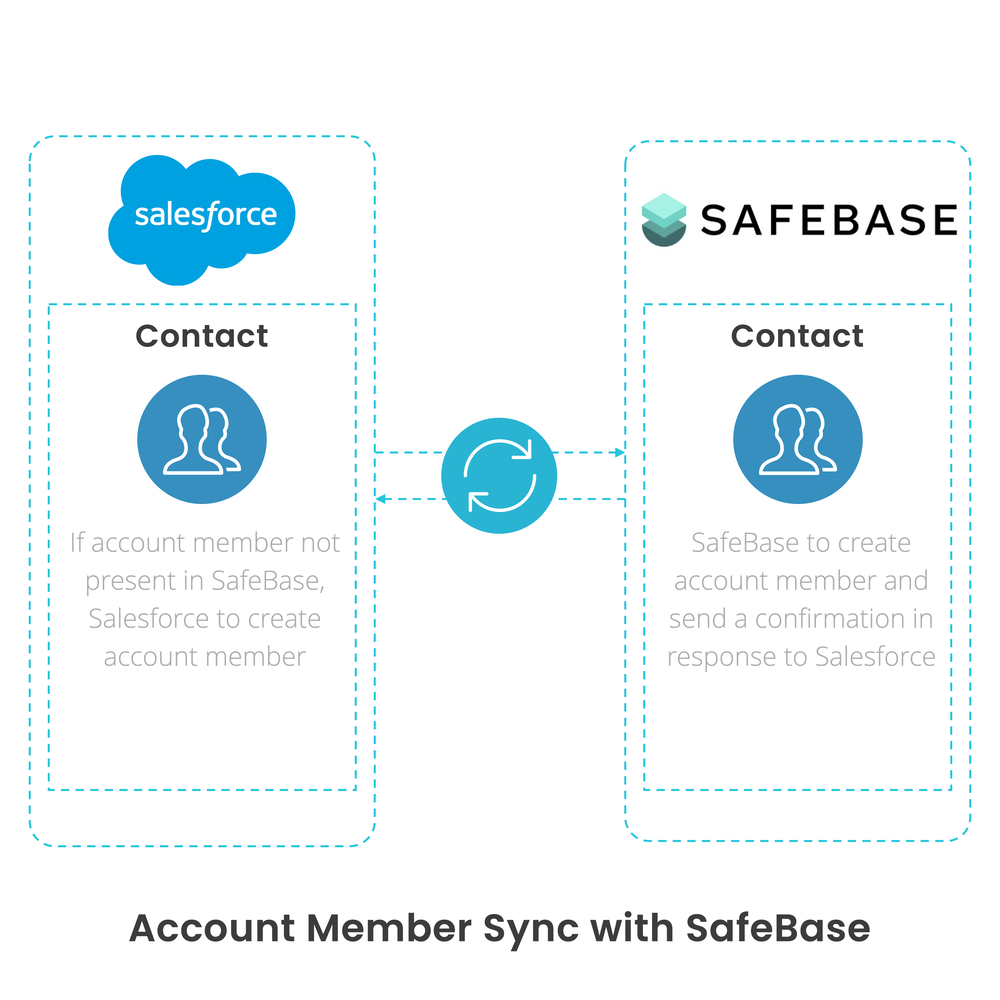 salesforce
Contact
If account member not
present in SafeBase,
Salesforce to create
account member
SAFEBASE
Contact
SafeBase to create
account member and
send a confirmation in
response to Salesforce
Account Member Sync with SafeBase